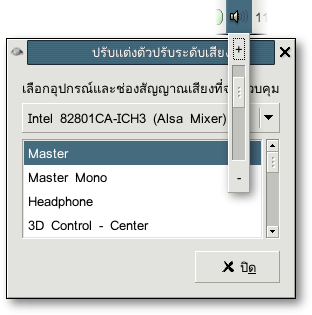 11
ปรับแต่งตัวปรับระดับเสีย
+
เลือกอุปกรณ์และช่องสัญญาณเสียงที่จ
วบคุม
Intel 82801CA-ICH3 (Alsa Mixer)
Master
Master Mono
Headphone
3D Control - Center
-
ปิด